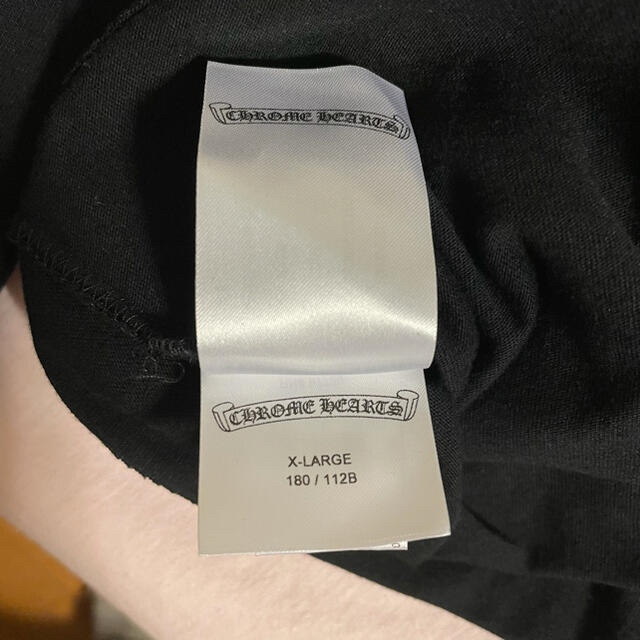 CHROME HEARTS
CHROME HEARTS
X-LARGE
180 / 112B